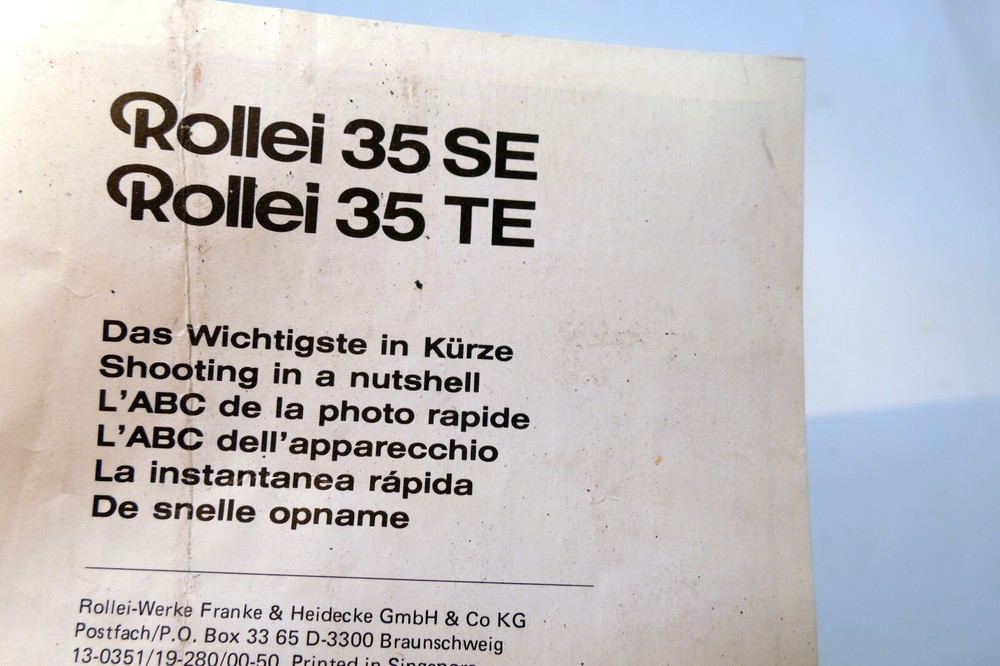 Rollei 35 SE
Rollei 35 TE
Das Wichtigste in Kürze
Shooting in a nutshell
L'ABC de la photo rapide
L'ABC dell'apparecchio
La instantanea rápida
De snelle opname
Rollei-Werke Franke & Heidecke GmbH & Co KG
Postfach/P.O. Box 33 65 D-3300 Braunschweig
13-0351/19-280/00-50 Printed in Singapore